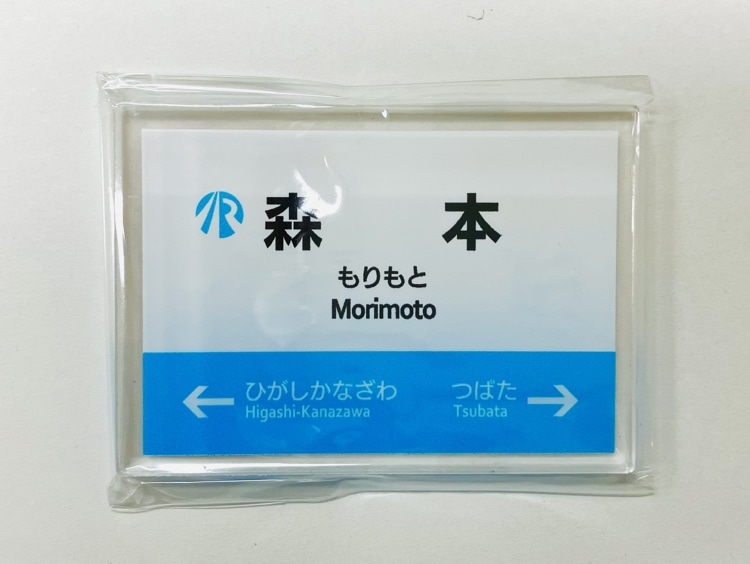 IR 森本
もりもと
Morimoto
← ひがしかなざわ つばた →
Higashi-Kanazawa Tsubata